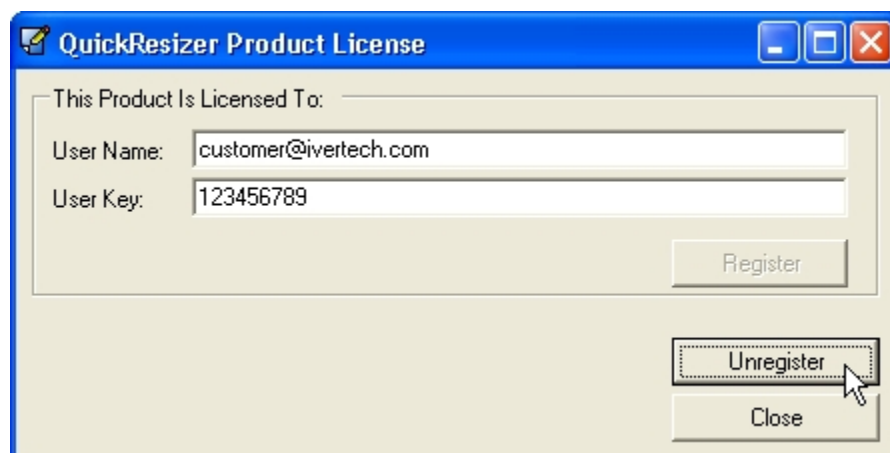 QuickResizer Product License
This Product Is Licensed To:
User Name: customer@ivertech.com
User Key: 123456789
Register
Unregister
Close